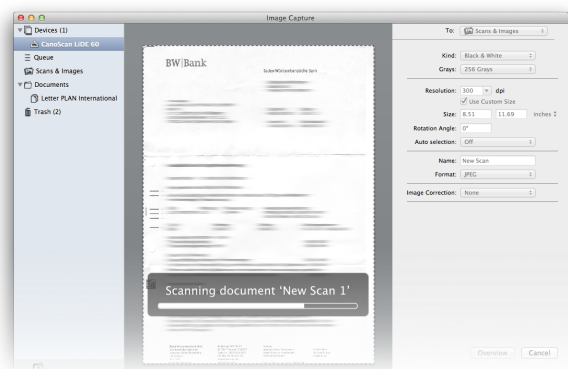 Image Capture
Devices (1)
CanoScan LiDE 60
Queue
Scans & Images
Documents
Letter PLAN International
Trash (2)
BW|Bank
Baden-Württembergische Bank
Scanning document ‘New Scan 1’
To: Scans & Images
Kind: Black & White
Grays: 256 Grays
Resolution: 300 dpi
Use Custom Size
Size: 8.51 11.69 inches
Rotation Angle: 0°
Auto selection: Off
Name: New Scan
Format: JPEG
Image Correction: None
Overview Cancel